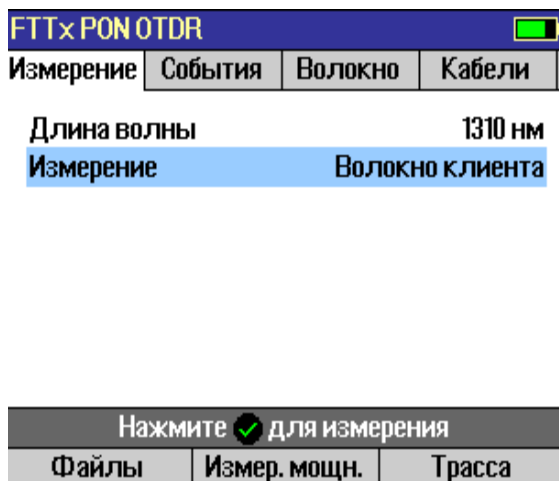 FTTx PON OTDR
Измерение События Волокно Кабели
Длина волны 1310 нм
Измерение Волокно клиента
Нажмите для измерения
Файлы Измер. мощн. Трасса